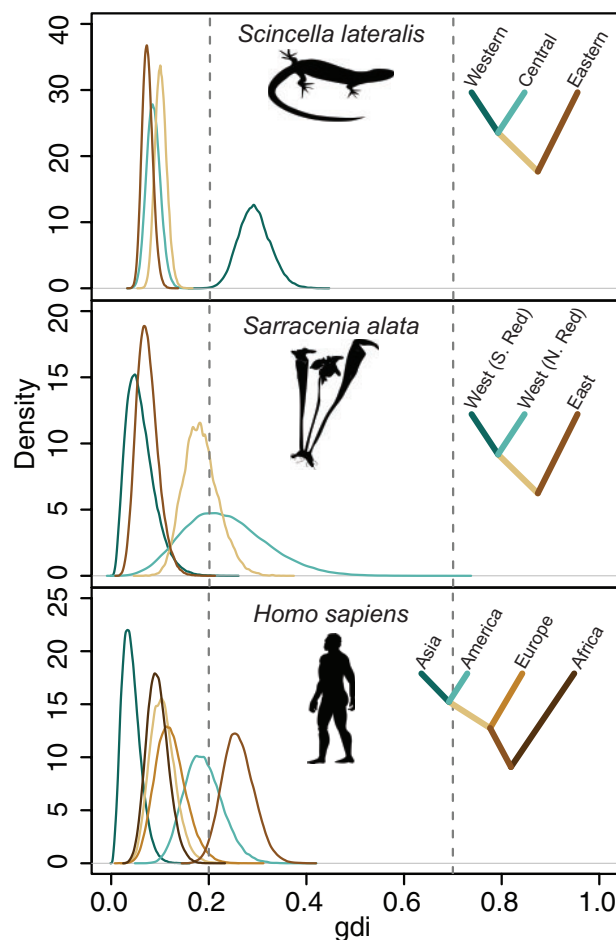 Scincella lateralis
Western
Central
Eastern
40
30
20
10
0
Sarracenia alata
West (S. Red)
West (N. Red)
East
20
15
10
5
0
Density
Homo sapiens
Asia
America
Europe
Africa
25
20
15
10
5
0
0.0 0.2 0.4 0.6 0.8 1.0
gdi